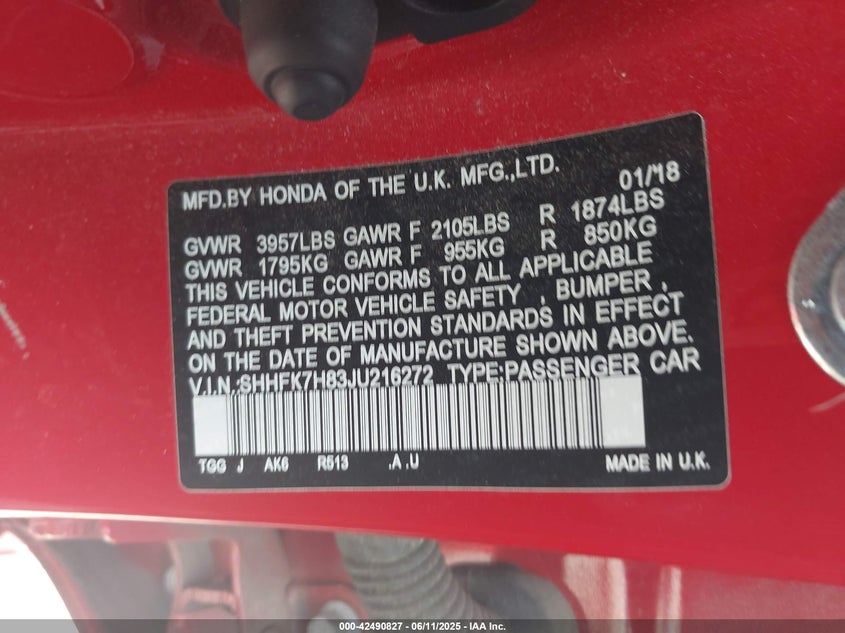 MFD.BY HONDA OF THE U.K. MFG.,LTD. 01/'18
GVWR 3957LBS GAWR F 2105LBS R 1874LBS
GVWR 1795KG GAWR F 955KG R 850KG
THIS VEHICLE CONFORMS TO ALL APPLICABLE
FEDERAL MOTOR VEHICLE SAFETY , BUMPER ,
AND THEFT PREVENTION STANDARDS IN EFFECT
ON THE DATE OF MANUFACTURE SHOWN ABOVE.
V.I.N.:SHHFK7H83JU216272 TYPE:PASSENGER CAR
TGG J AK6 R513 .A .U MADE IN U.K.
000-42490827 - 06/11/2025 - IAA Inc.